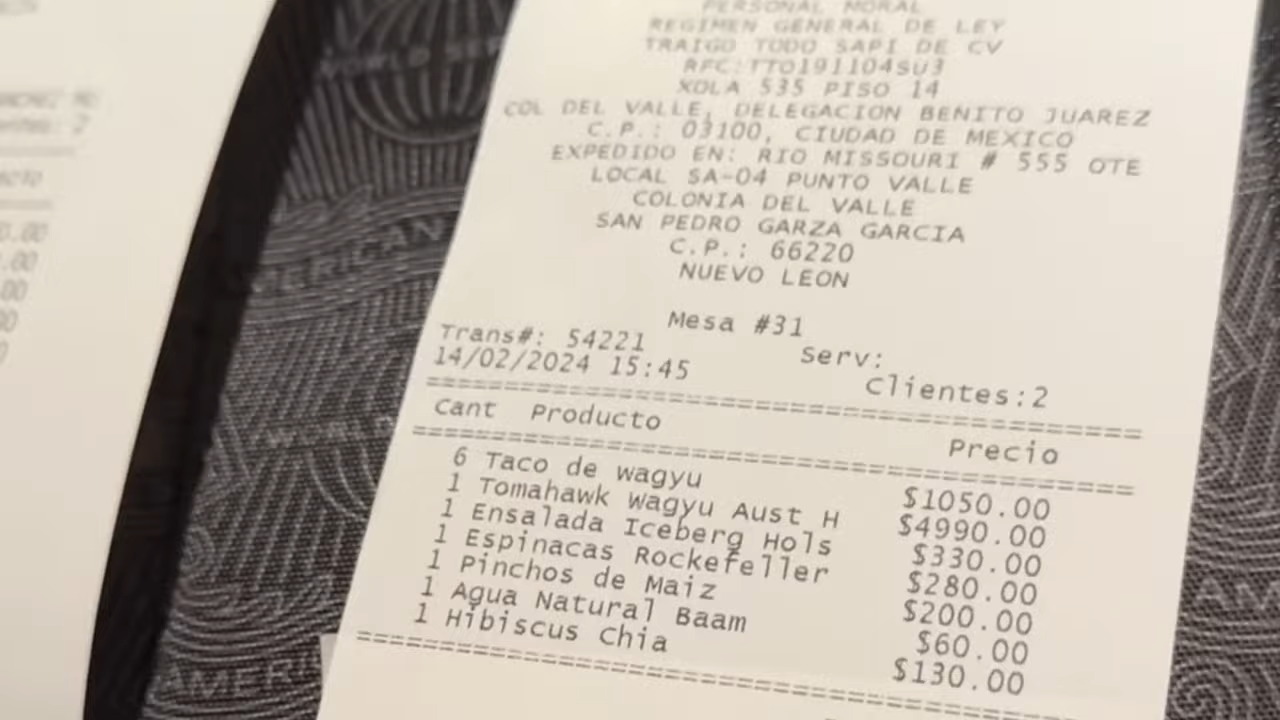 PERSONAL MORAL
REGIMEN GENERAL DE LEY
TRAIGO TODO SAPI DE CV
RFC:TTO191104SU3
XOLA 535 PISO 14
COL DEL VALLE, DELEGACION BENITO JUAREZ
C.P.: 03100, CIUDAD DE MEXICO
EXPEDIDO EN: RIO MISSOURI # 555 OTE
LOCAL SA-04 PUNTO VALLE
COLONIA DEL VALLE
SAN PEDRO GARZA GARCIA
C.P.: 66220
NUEVO LEON
Mesa #31
Trans#: 54221 Serv:
14/02/2024 15:45 Clientes:2
Cant Producto Precio
6 Taco de wagyu $1050.00
1 Tomahawk Wagyu Aust H $4990.00
1 Ensalada Iceberg Hols $330.00
1 Espinacas Rockefeller $280.00
1 Pinchos de Maiz $200.00
1 Agua Natural Baam $60.00
1 Hibiscus Chia $130.00
AMERICAN